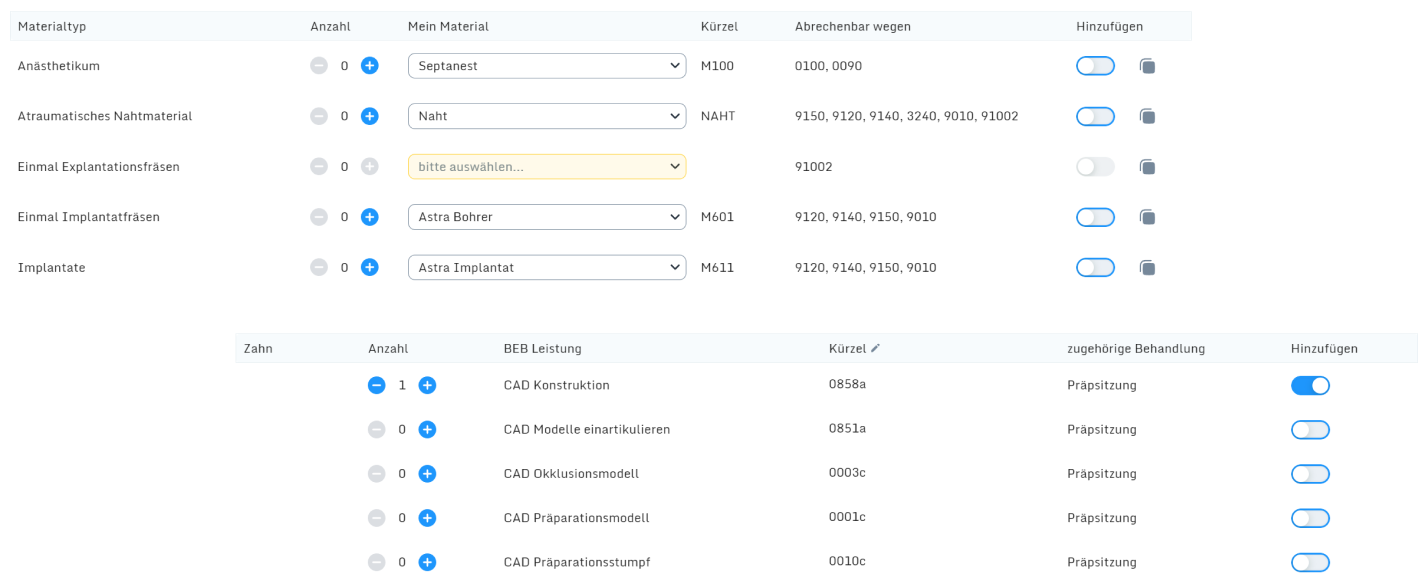 Materialtyp Anzahl Mein Material Kürzel Abrechenbar wegen Hinzufügen
Anästhetikum 0 Septanest M100 0100, 0090
Atraumatisches Nahtmaterial 0 Naht NAHT 9150, 9120, 9140, 3240, 9010, 91002
Einmal Explantationsfräsen 0 bitte auswählen... 91002
Einmal Implantatfräsen 0 Astra Bohrer M601 9120, 9140, 9150, 9010
Implantate 0 Astra Implantat M611 9120, 9140, 9150, 9010
Zahn Anzahl BEB Leistung Kürzel zugehörige Behandlung Hinzufügen
1 CAD Konstruktion 0858a Präpsitzung
0 CAD Modelle einartikulieren 0851a Präpsitzung
0 CAD Okklusionsmodell 0003c Präpsitzung
0 CAD Präparationsmodell 0001c Präpsitzung
0 CAD Präparationsstumpf 0010c Präpsitzung